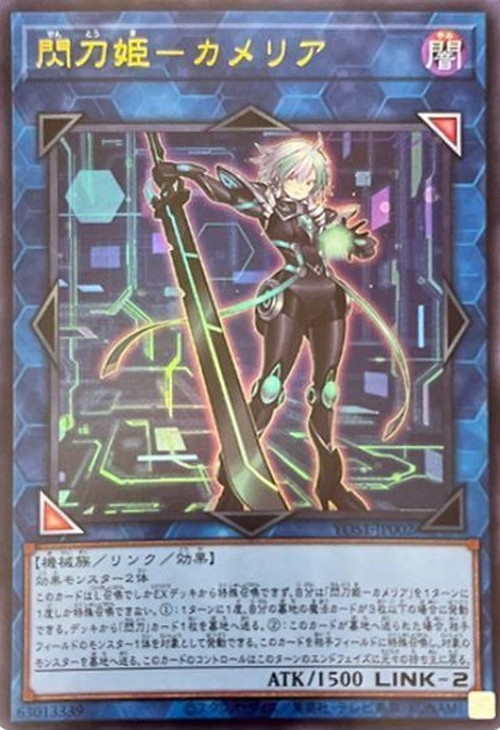 閃刀姫－カメリア
闇
YOS1-JP002
【機械族／リンク／効果】
効果モンスター２体
このカードはL召喚でしかEXデッキから特殊召喚できず、自分は「閃刀姫－カメリア」を１ターンに
１度しか特殊召喚できない。①：１ターンに１度、自分の墓地の魔法カードが３枚以下の場合に発動
できる。デッキから「閃刀」カード１枚を墓地へ送る。②：このカードが墓地へ送られた場合、相手
フィールドのモンスター１体を対象として発動できる。このカードを相手フィールドに特殊召喚し、対象の
モンスターを墓地へ送る。このカードのコントロールはこのターンのエンドフェイズに元々の持ち主に戻る。
ATK/1500 LINK-2
63013339